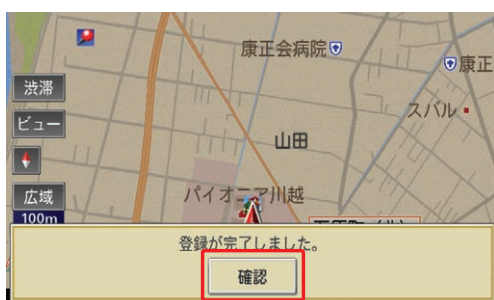 康正会病院
康正
渋滞
スバル
ビュー
山田
広域
パイオニア川越
100m
登録が完了しました。
確認